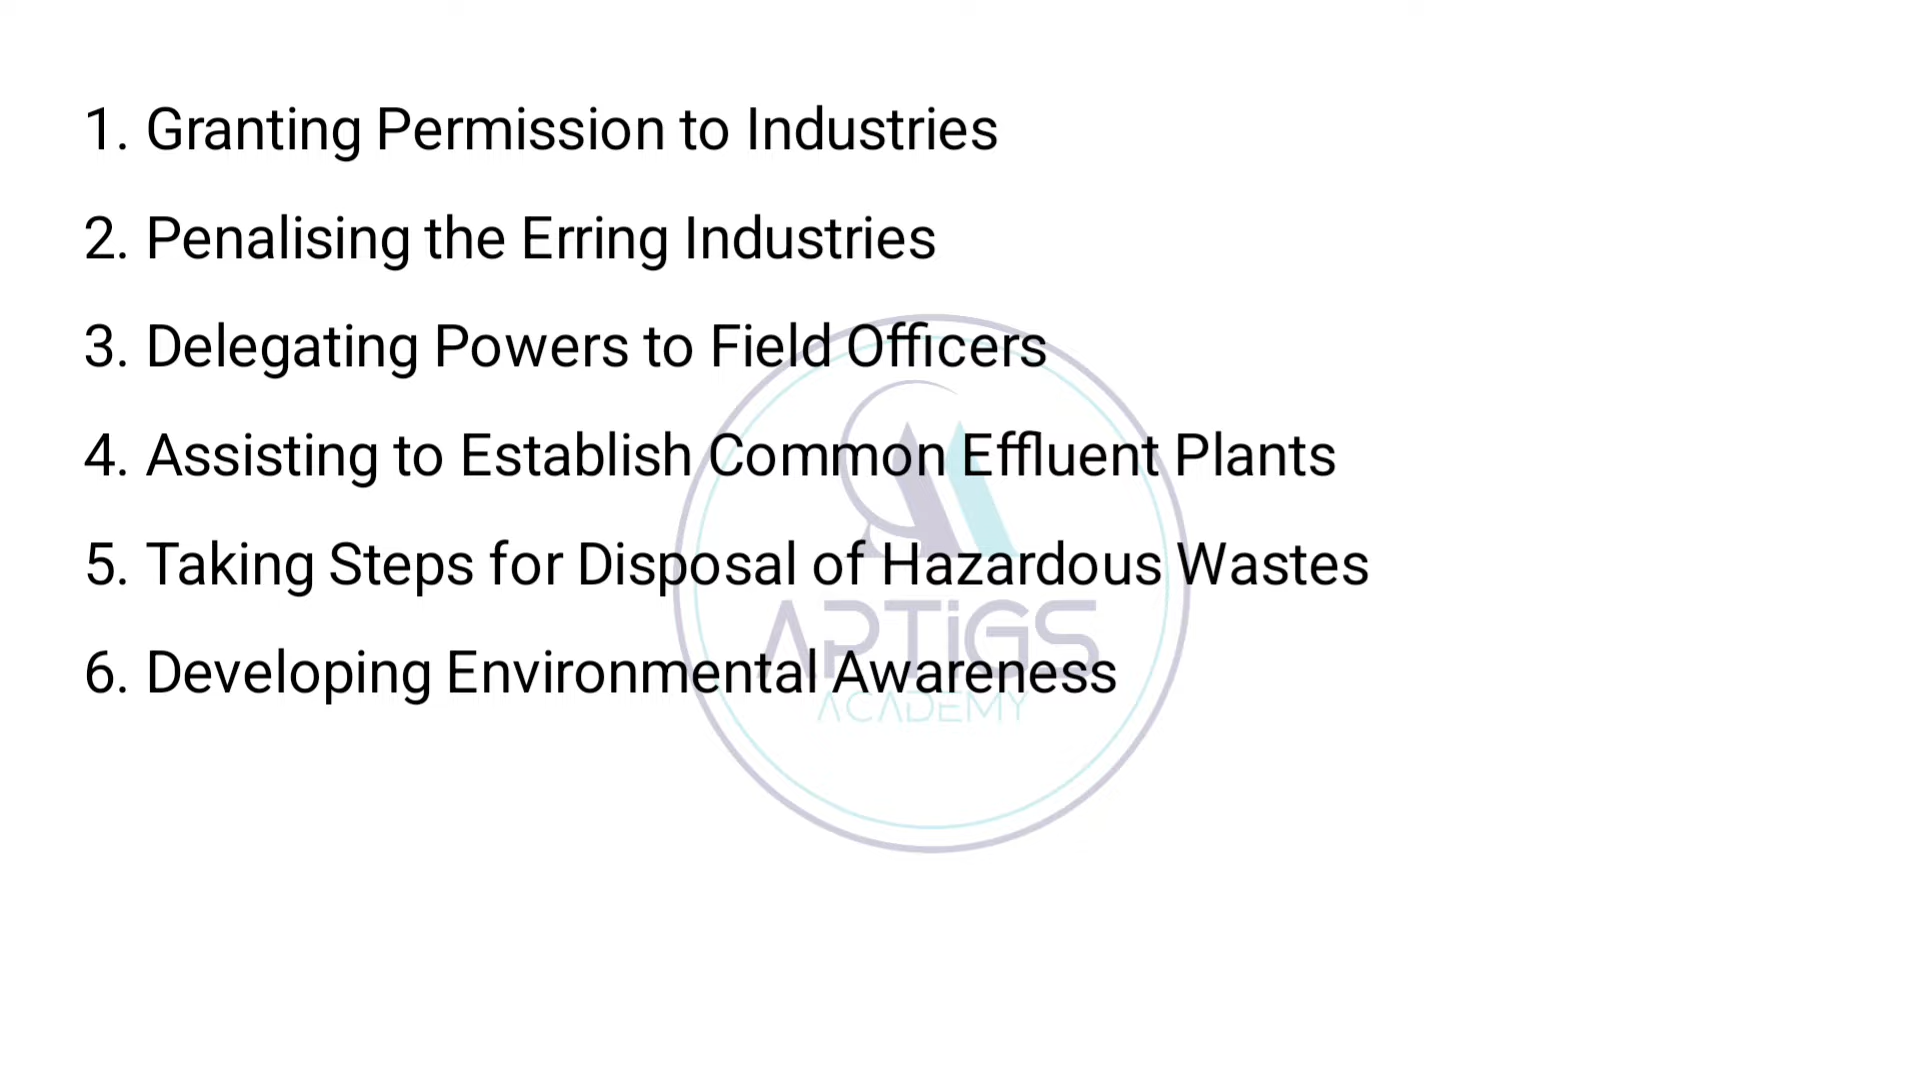 1. Granting Permission to Industries
2. Penalising the Erring Industries
3. Delegating Powers to Field Officers
4. Assisting to Establish Common Effluent Plants
5. Taking Steps for Disposal of Hazardous Wastes
6. Developing Environmental Awareness
APTiGS
ACADEMY